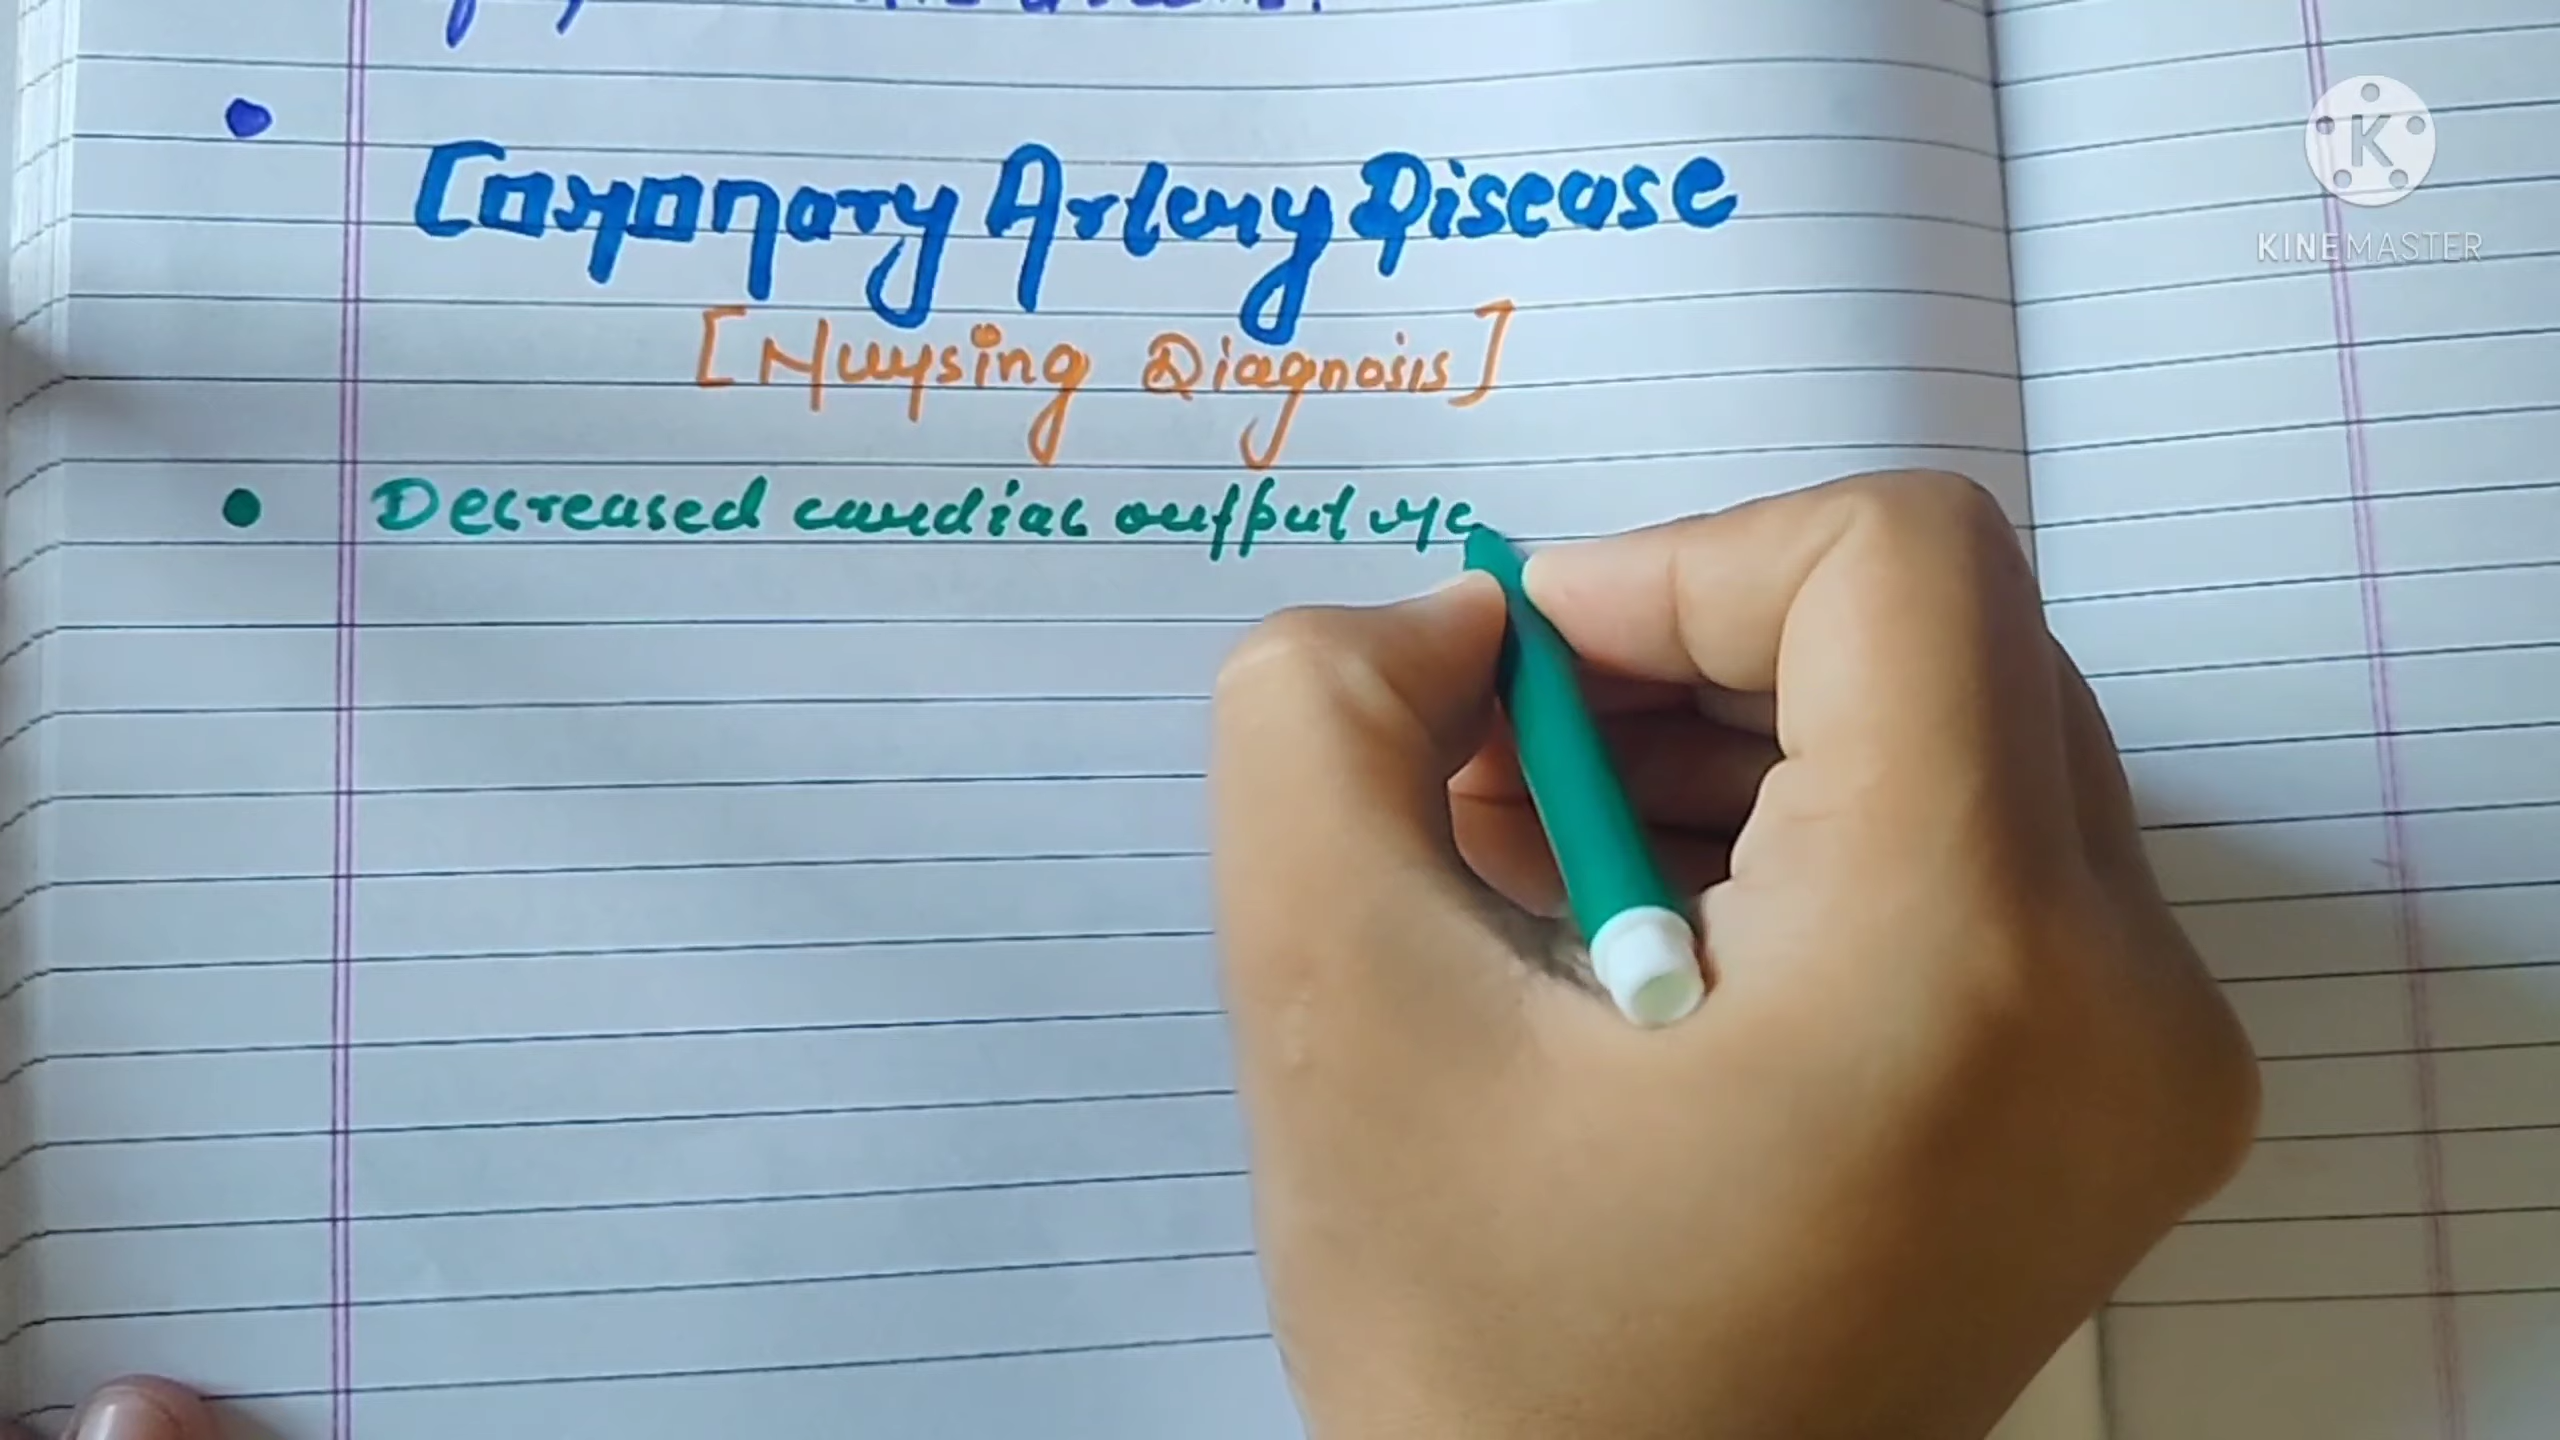 Coronary Artery Disease
[Nursing Diagnosis]
• Decreased cardiac output re
KINEMASTER